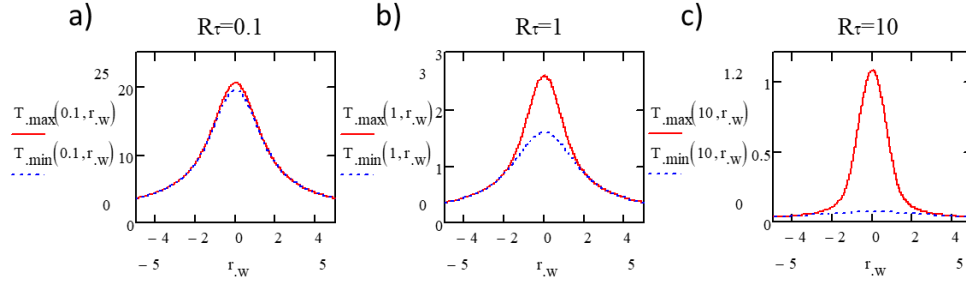 a)
Rτ=0.1
25
20
10
0
0
T.max(0.1,r.w)
T.min(0.1,r.w)
−4 −2 0 2 4
−5 r.w 5
b)
Rτ=1
3
3
2
1
0
0
T.max(1,r.w)
T.min(1,r.w)
−4 −2 0 2 4
−5 r.w 5
c)
Rτ=10
1.2
1
0.5
0
0
T.max(10,r.w)
T.min(10,r.w)
−4 −2 0 2 4
−5 r.w 5